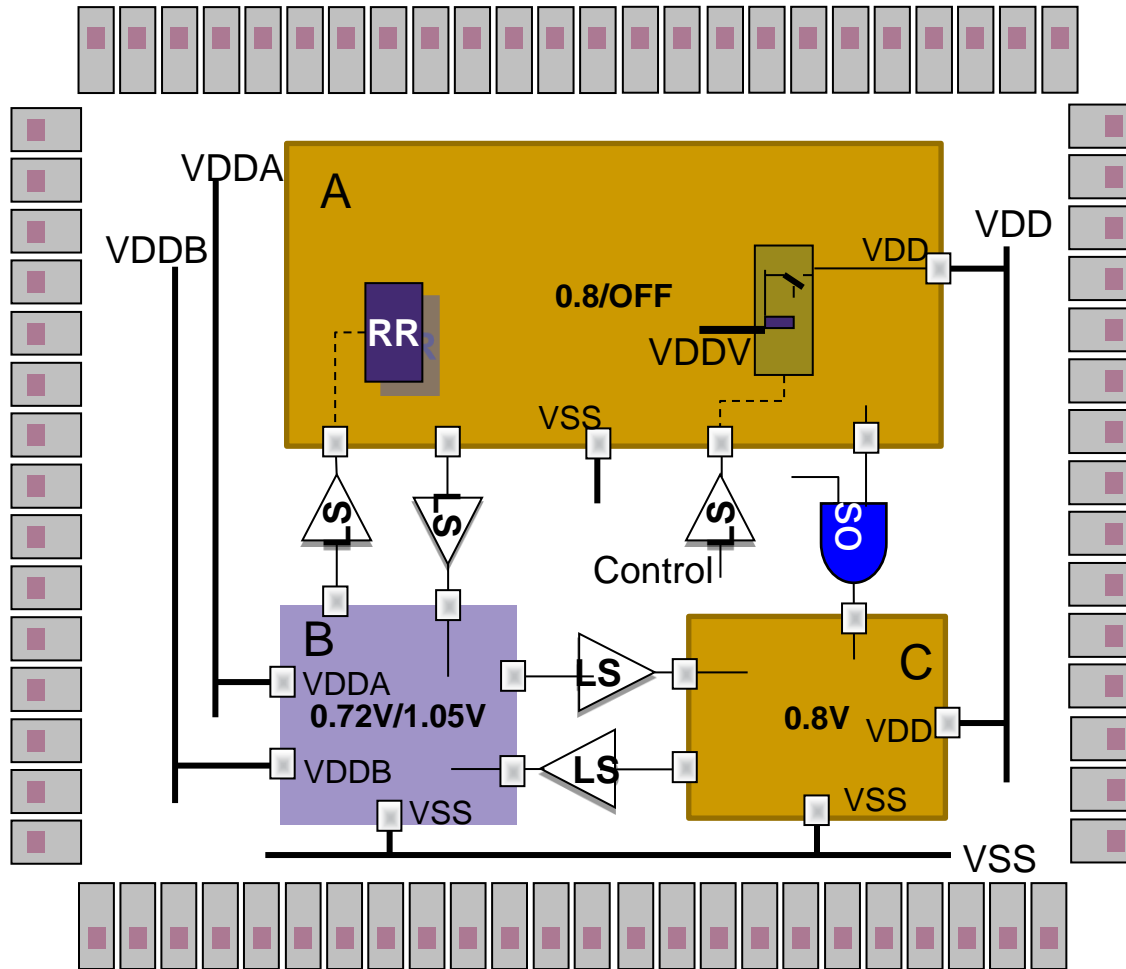 VDDA
A
VDDB
VDD
VDD
0.8/OFF
RR
R
VDDV
VSS
LS
LS
LS
SO
Control
B
C
VDDA
LS
0.72V/1.05V
0.8V
VDD
VDDB
LS
VSS
VSS
VSS